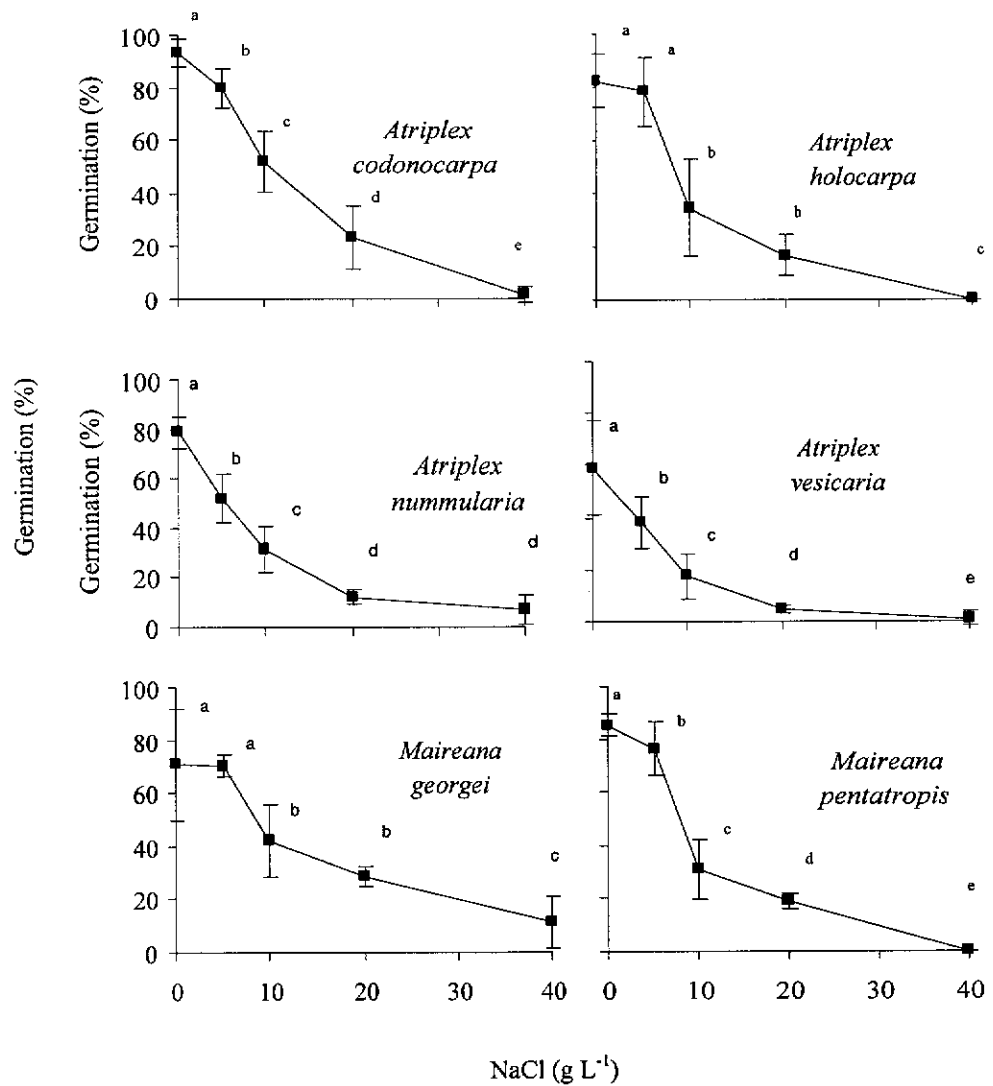 a
a
100
b
a
80
Germination (%)
c
Atriplex
codonocarpa
Atriplex
holocarpa
60
b
d
40
b
20
e
c
0
Germination (%)
100
a
80
Germination (%)
a
b
Atriplex
nummularia
Atriplex
vesicaria
60
b
c
c
40
d
d
d
20
e
0
100
a
a
80
a
b
Maireana
georgei
Maireana
pentatropis
60
b
b
40
c
c
d
20
e
0
0 10 20 30 40
0 10 20 30 40
NaCl (g L⁻¹)